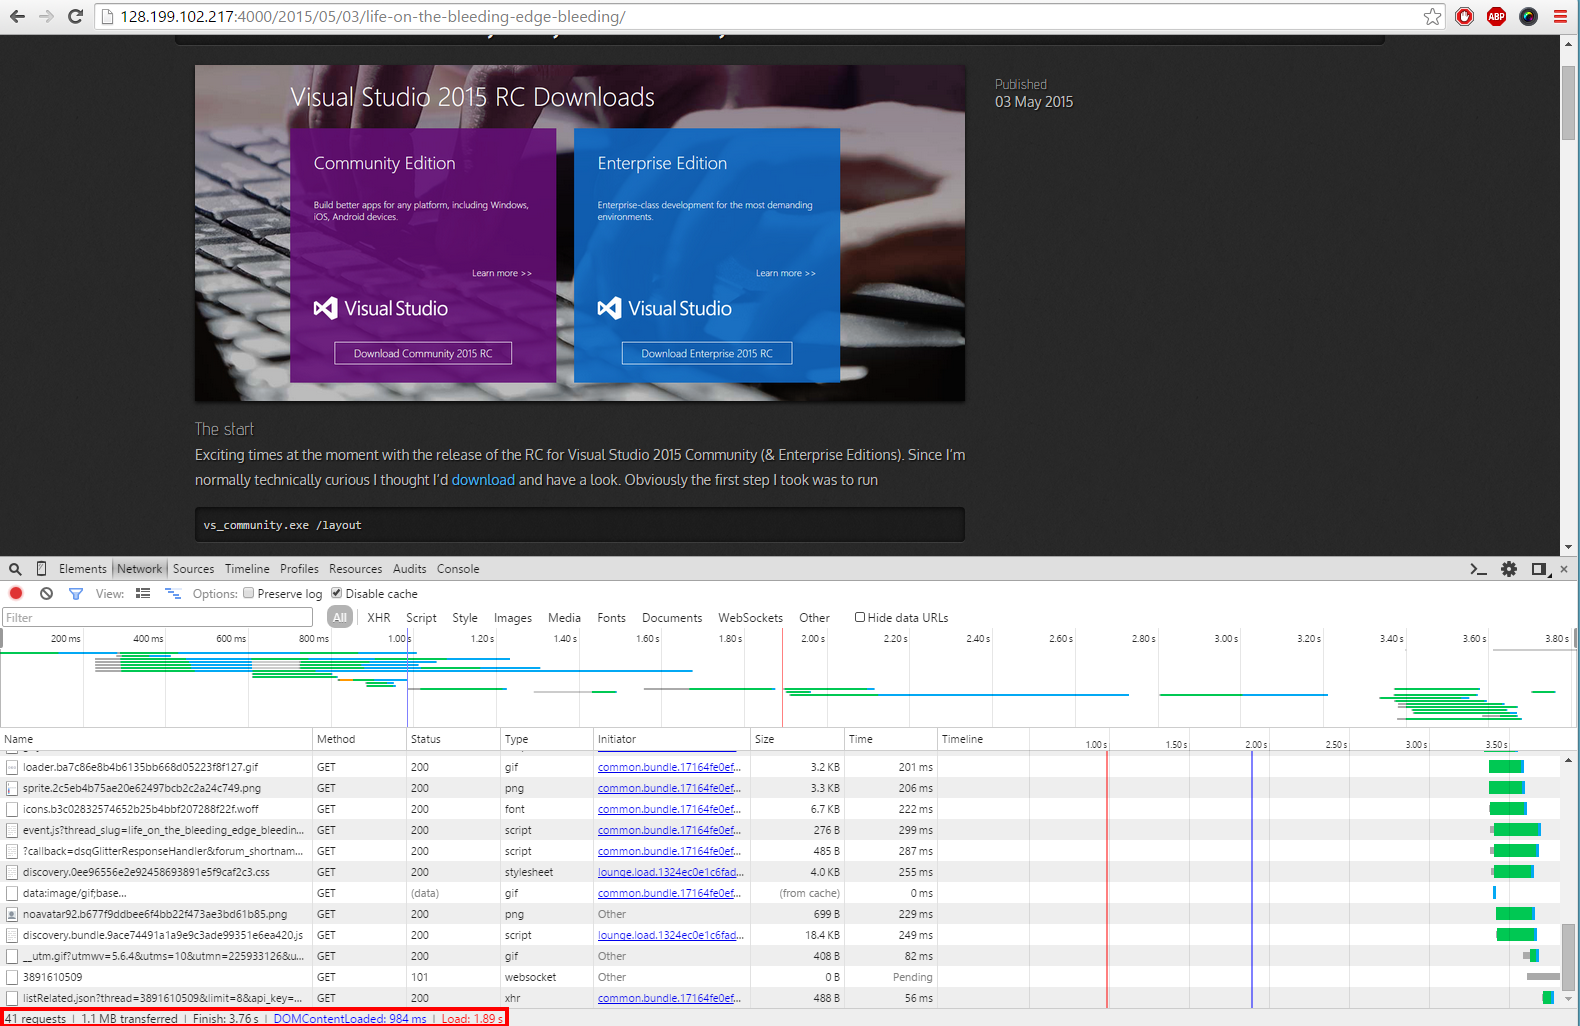 128.199.102.217:4000/2015/05/03/life-on-the-bleeding-edge-bleeding/
ABP
Visual Studio 2015 RC Downloads
Published
03 May 2015
Community Edition
Build better apps for any platform, including Windows,
iOS, Android devices.
Learn more >>
Visual Studio
Download Community 2015 RC
Enterprise Edition
Enterprise-class development for the most demanding
environments.
Learn more >>
Visual Studio
Download Enterprise 2015 RC
The start
Exciting times at the moment with the release of the RC for Visual Studio 2015 Community (& Enterprise Editions). Since I'm
normally technically curious I thought I'd download and have a look. Obviously the first step I took was to run
vs_community.exe /layout
Elements Network Sources Timeline Profiles Resources Audits Console
View: Options: Preserve log Disable cache
Filter All XHR Script Style Images Media Fonts Documents WebSockets Other Hide data URLs
200 ms 400 ms 600 ms 800 ms 1.00 s 1.20 s 1.40 s 1.60 s 1.80 s 2.00 s 2.20 s 2.40 s 2.60 s 2.80 s 3.00 s 3.20 s 3.40 s 3.60 s 3.80 s
Name Method Status Type Initiator Size Time Timeline
1.00 s 1.50 s 2.00 s 2.50 s 3.00 s 3.50 s
loader.ba7c86e8b4b6135bb668d05223f8f127.gif GET 200 gif common.bundle.17164fe0ef... 3.2 KB 201 ms
sprite.2c5eb4b75ae20e62497bcb2c2a24c749.png GET 200 png common.bundle.17164fe0ef... 3.3 KB 206 ms
icons.b3c02832574652b25b4bbf207288f22f.woff GET 200 font common.bundle.17164fe0ef... 6.7 KB 222 ms
event.js?thread_slug=life_on_the_bleeding_edge_bleedin... GET 200 script common.bundle.17164fe0ef... 276 B 299 ms
?callback=dsqGlitterResponseHandler&forum_shortnam... GET 200 script common.bundle.17164fe0ef... 485 B 287 ms
discovery.0ee96556e2e92458693891e5f9caf2c3.css GET 200 stylesheet lounge.load.1324ec0e1c6fad... 4.0 KB 255 ms
data:image/gif;base... GET (data) gif common.bundle.17164fe0ef... (from cache) 0 ms
noavatar92.b677f9ddbee6f4bb22f473ae3bd61b85.png GET 200 png Other 699 B 229 ms
discovery.bundle.9ace74491a1a9e9c3ade99351e6ea420.js GET 200 script lounge.load.1324ec0e1c6fad... 18.4 KB 249 ms
__utm.gif?utmwv=5.6.4&utms=10&utmn=225933126&u... GET 200 gif Other 408 B 82 ms
3891610509 GET 101 websocket Other 0 B Pending
listRelated.json?thread=3891610509&limit=8&api_key=... GET 200 xhr common.bundle.17164fe0ef... 488 B 56 ms
41 requests | 1.1 MB transferred | Finish: 3.76 s | DOMContentLoaded: 984 ms | Load: 1.89 s